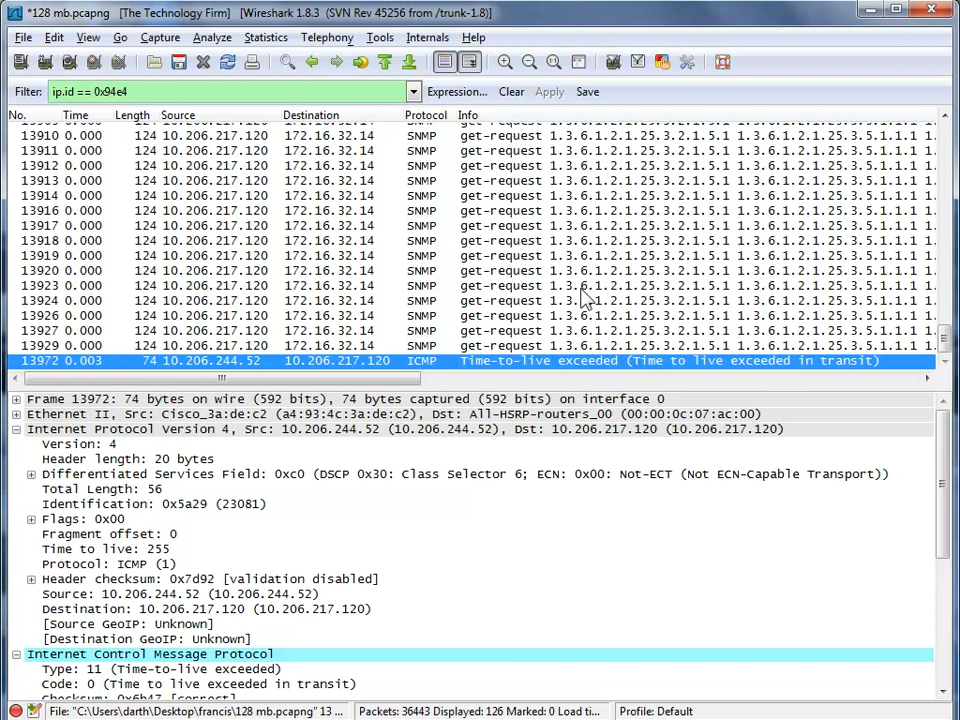 *128 mb.pcapng   [The Technology Firm]   [Wireshark 1.8.3   (SVN Rev 45256 from /trunk-1.8)]
File Edit View Go Capture Analyze Statistics Telephony Tools Internals Help
Filter: ip.id == 0x94e4 Expression... Clear Apply Save
No. Time Length Source Destination Protocol Info
13910 0.000 124 10.206.217.120 172.16.32.14 SNMP get-request 1.3.6.1.2.1.25.3.2.1.5.1 1.3.6.1.2.1.25.3.5.1.1.1 1.
13911 0.000 124 10.206.217.120 172.16.32.14 SNMP get-request 1.3.6.1.2.1.25.3.2.1.5.1 1.3.6.1.2.1.25.3.5.1.1.1 1.
13912 0.000 124 10.206.217.120 172.16.32.14 SNMP get-request 1.3.6.1.2.1.25.3.2.1.5.1 1.3.6.1.2.1.25.3.5.1.1.1 1.
13913 0.000 124 10.206.217.120 172.16.32.14 SNMP get-request 1.3.6.1.2.1.25.3.2.1.5.1 1.3.6.1.2.1.25.3.5.1.1.1 1.
13914 0.000 124 10.206.217.120 172.16.32.14 SNMP get-request 1.3.6.1.2.1.25.3.2.1.5.1 1.3.6.1.2.1.25.3.5.1.1.1 1.
13916 0.000 124 10.206.217.120 172.16.32.14 SNMP get-request 1.3.6.1.2.1.25.3.2.1.5.1 1.3.6.1.2.1.25.3.5.1.1.1 1.
13917 0.000 124 10.206.217.120 172.16.32.14 SNMP get-request 1.3.6.1.2.1.25.3.2.1.5.1 1.3.6.1.2.1.25.3.5.1.1.1 1.
13918 0.000 124 10.206.217.120 172.16.32.14 SNMP get-request 1.3.6.1.2.1.25.3.2.1.5.1 1.3.6.1.2.1.25.3.5.1.1.1 1.
13919 0.000 124 10.206.217.120 172.16.32.14 SNMP get-request 1.3.6.1.2.1.25.3.2.1.5.1 1.3.6.1.2.1.25.3.5.1.1.1 1.
13920 0.000 124 10.206.217.120 172.16.32.14 SNMP get-request 1.3.6.1.2.1.25.3.2.1.5.1 1.3.6.1.2.1.25.3.5.1.1.1 1.
13923 0.000 124 10.206.217.120 172.16.32.14 SNMP get-request 1.3.6.1.2.1.25.3.2.1.5.1 1.3.6.1.2.1.25.3.5.1.1.1 1.
13924 0.000 124 10.206.217.120 172.16.32.14 SNMP get-request 1.3.6.1.2.1.25.3.2.1.5.1 1.3.6.1.2.1.25.3.5.1.1.1 1.
13926 0.000 124 10.206.217.120 172.16.32.14 SNMP get-request 1.3.6.1.2.1.25.3.2.1.5.1 1.3.6.1.2.1.25.3.5.1.1.1 1.
13927 0.000 124 10.206.217.120 172.16.32.14 SNMP get-request 1.3.6.1.2.1.25.3.2.1.5.1 1.3.6.1.2.1.25.3.5.1.1.1 1.
13929 0.000 124 10.206.217.120 172.16.32.14 SNMP get-request 1.3.6.1.2.1.25.3.2.1.5.1 1.3.6.1.2.1.25.3.5.1.1.1 1.
13972 0.003 74 10.206.244.52 10.206.217.120 ICMP Time-to-live exceeded (Time to live exceeded in transit)
Frame 13972: 74 bytes on wire (592 bits), 74 bytes captured (592 bits) on interface 0
Ethernet II, Src: Cisco_3a:de:c2 (a4:93:4c:3a:de:c2), Dst: All-HSRP-routers_00 (00:00:0c:07:ac:00)
Internet Protocol Version 4, Src: 10.206.244.52 (10.206.244.52), Dst: 10.206.217.120 (10.206.217.120)
Version: 4
Header length: 20 bytes
Differentiated Services Field: 0xc0 (DSCP 0x30: Class Selector 6; ECN: 0x00: Not-ECT (Not ECN-Capable Transport))
Total Length: 56
Identification: 0x5a29 (23081)
Flags: 0x00
Fragment offset: 0
Time to live: 255
Protocol: ICMP (1)
Header checksum: 0x7d92 [validation disabled]
Source: 10.206.244.52 (10.206.244.52)
Destination: 10.206.217.120 (10.206.217.120)
[Source GeoIP: Unknown]
[Destination GeoIP: Unknown]
Internet Control Message Protocol
Type: 11 (Time-to-live exceeded)
Code: 0 (Time to live exceeded in transit)
Checksum: 0x6b47 [correct]
File: "C:\Users\darth\Desktop\francis\128 mb.pcapng" 13 ... Packets: 36443 Displayed: 126 Marked: 0 Load ti... Profile: Default